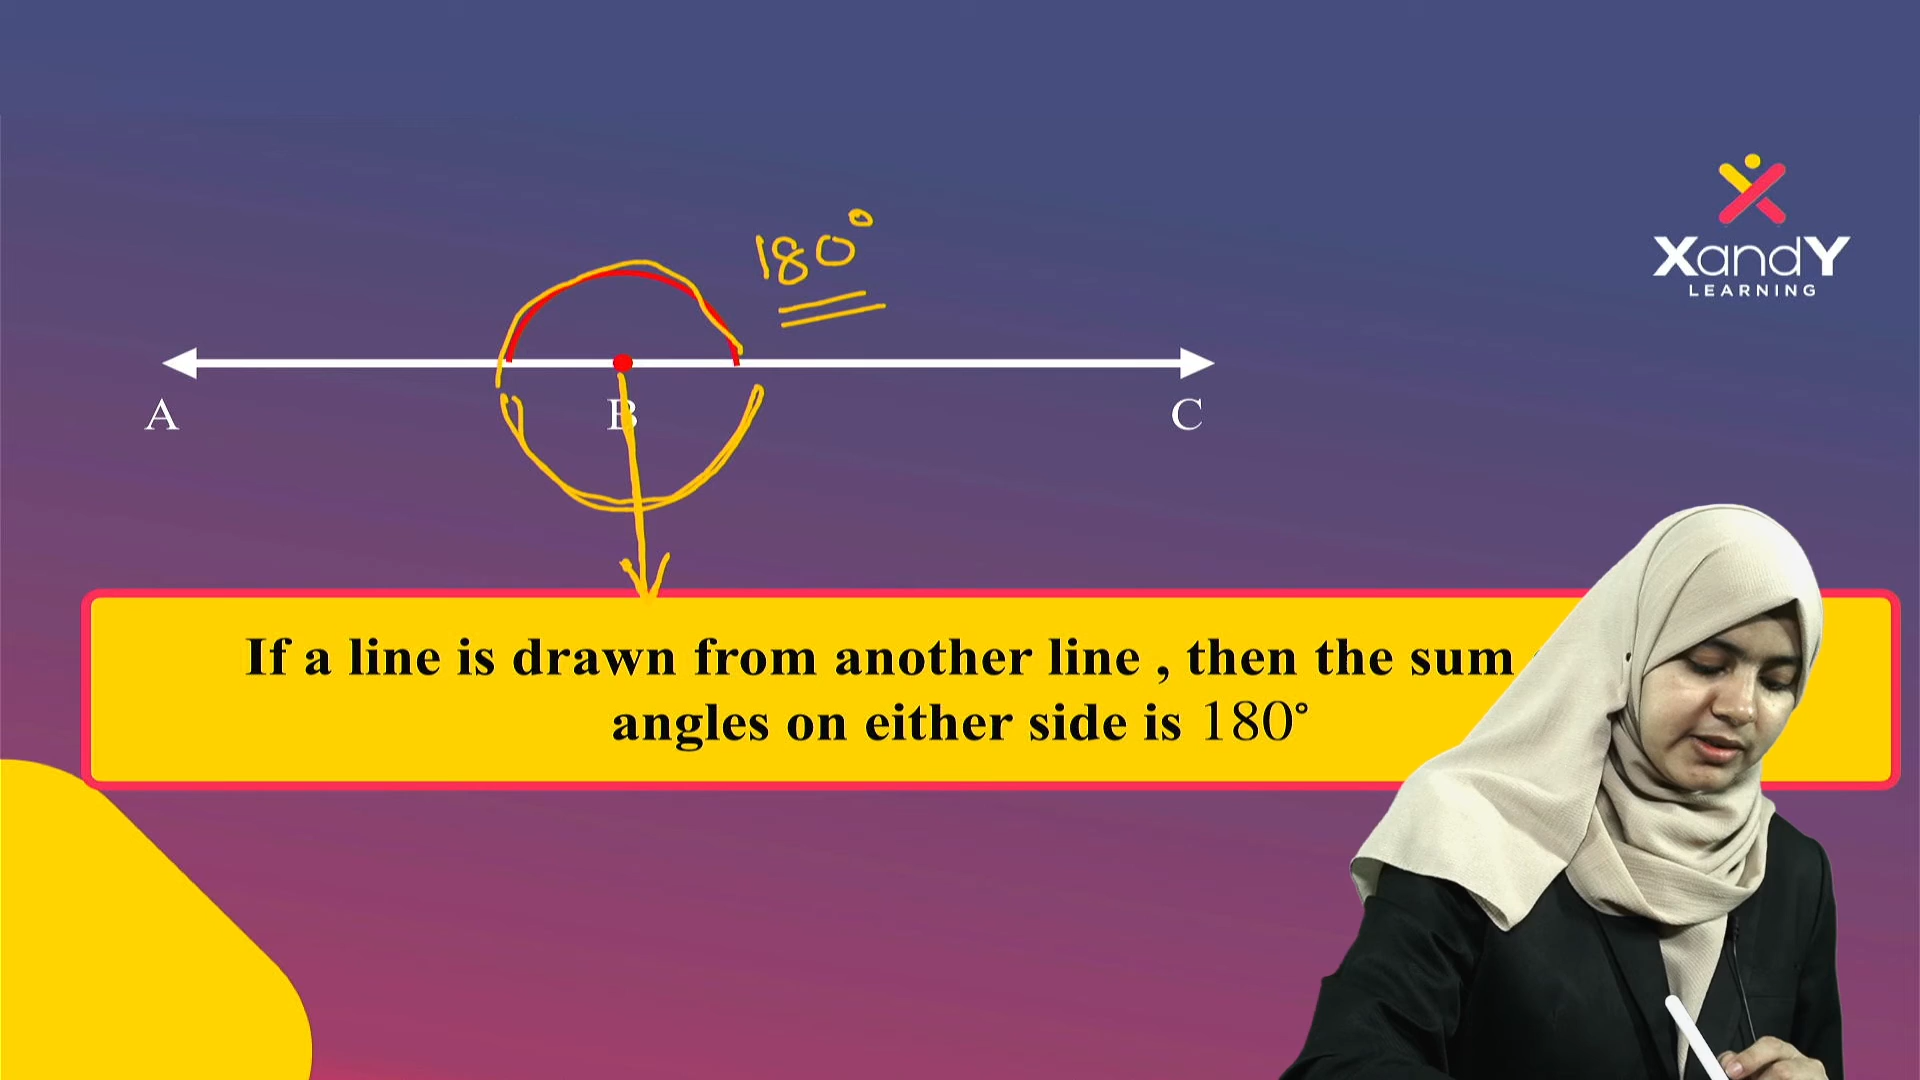 180°
A
B
C
XandY
LEARNING
If a line is drawn from another line , then the sum
angles on either side is 180°